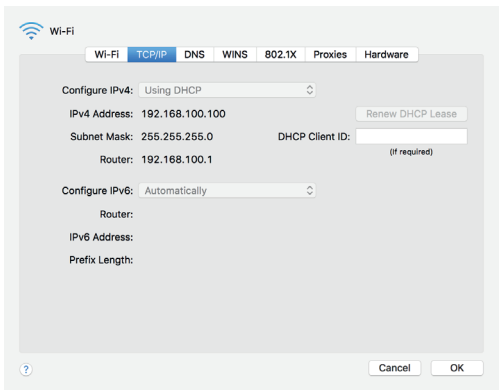 Wi-Fi
Wi-Fi TCP/IP DNS WINS 802.1X Proxies Hardware
Configure IPv4: Using DHCP
IPv4 Address: 192.168.100.100 Renew DHCP Lease
Subnet Mask: 255.255.255.0 DHCP Client ID:
(If required)
Router: 192.168.100.1
Configure IPv6: Automatically
Router:
IPv6 Address:
Prefix Length:
? Cancel OK